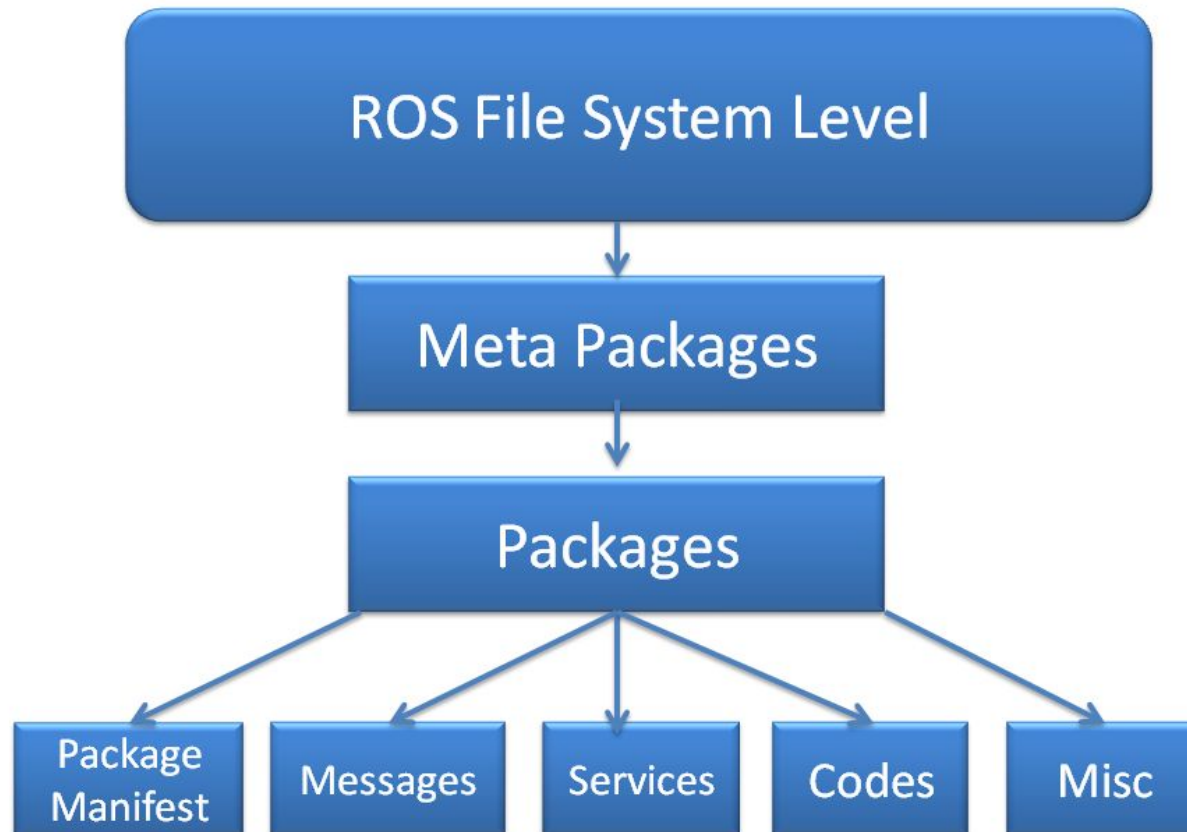 ROS File System Level
Meta Packages
Packages
Package
Manifest
Messages
Services
Codes
Misc